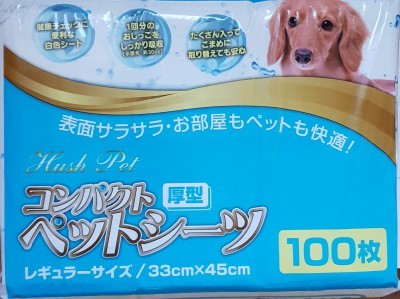 健康チェックに
便利な
白色シート
1回分の
おしっこを
しっかり吸収
たくさん入って
こまめに
取り替えても安心
表面サラサラ・お部屋もペットも快適!
Hush Pet
コンパクト 厚型
ペットシーツ
レギュラーサイズ/33cm×45cm
100枚